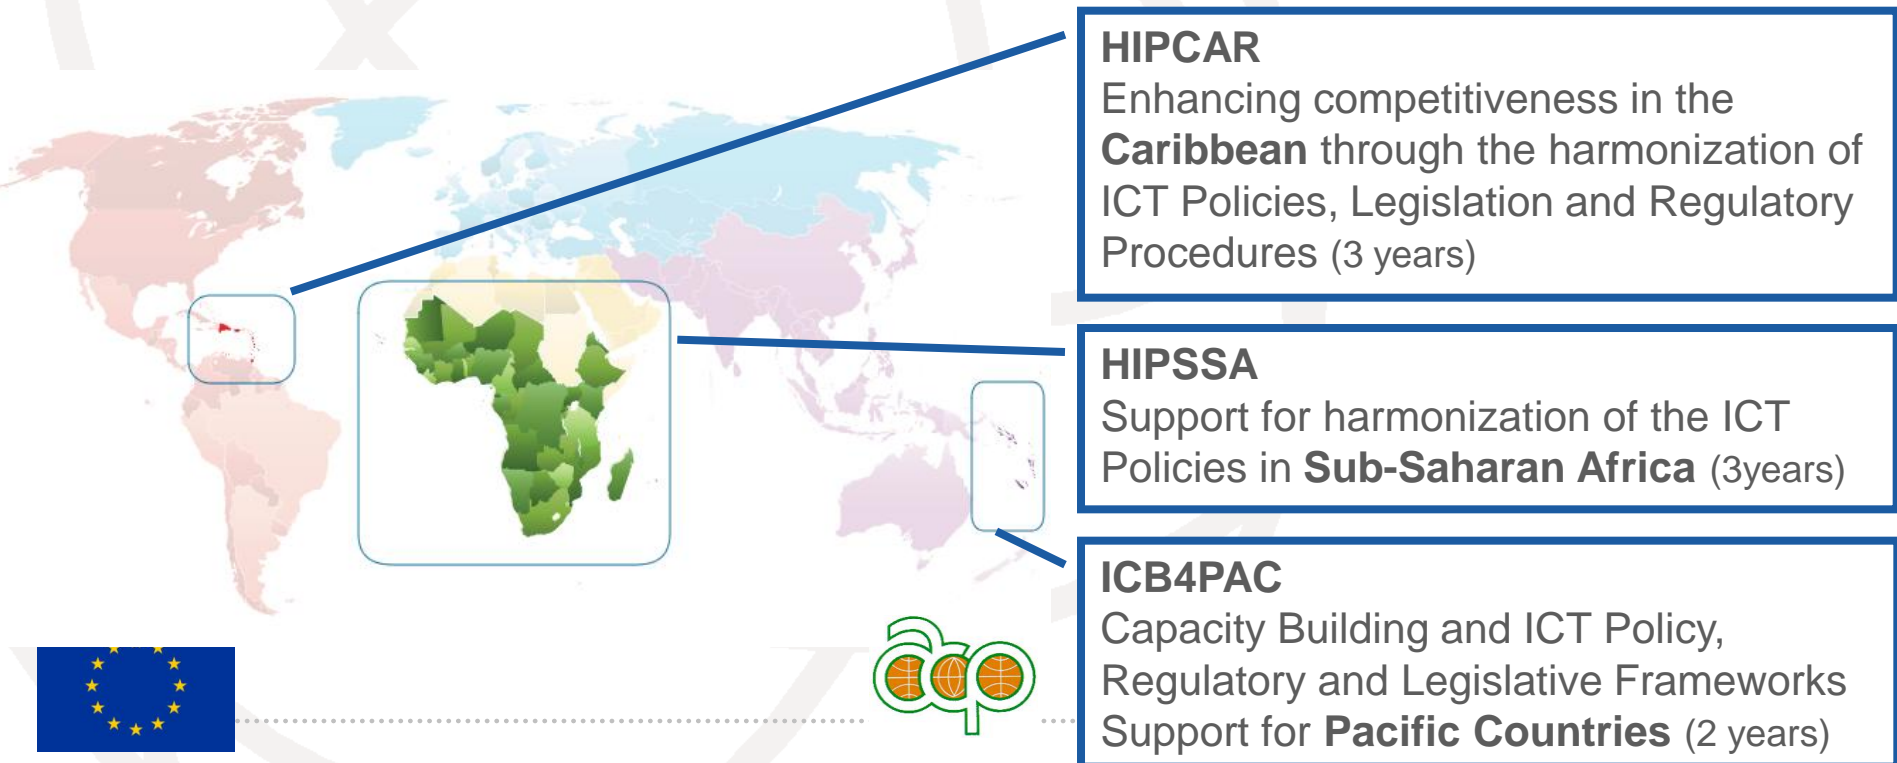 HIPCAR
Enhancing competitiveness in the
Caribbean through the harmonization of
ICT Policies, Legislation and Regulatory
Procedures (3 years)
HIPSSA
Support for harmonization of the ICT
Policies in Sub-Saharan Africa (3years)
ICB4PAC
Capacity Building and ICT Policy,
Regulatory and Legislative Frameworks
Support for Pacific Countries (2 years)
acp